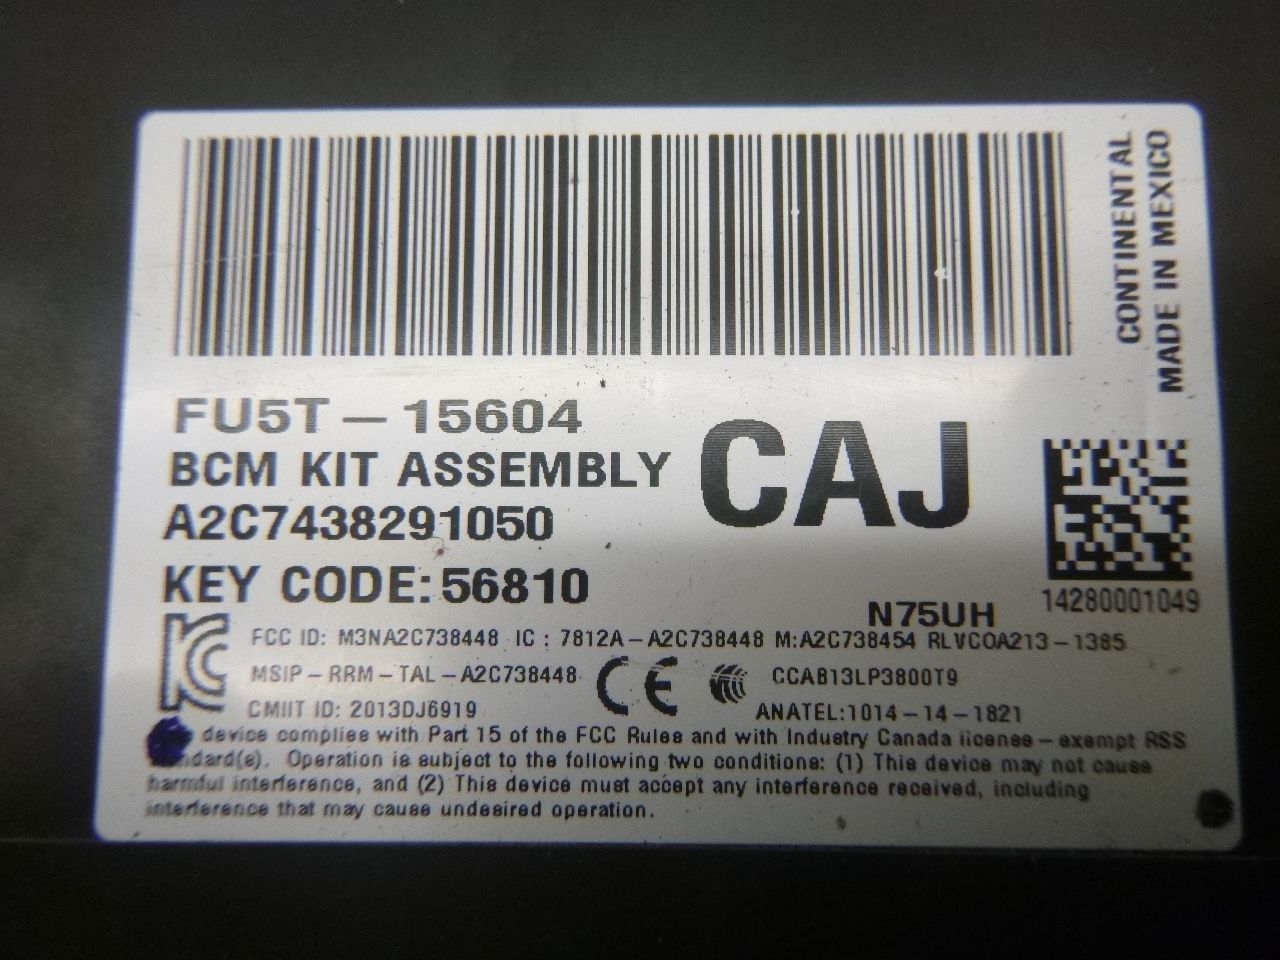 CONTINENTAL
MADE IN MEXICO
FU5T-15604
BCM KIT ASSEMBLY
CAJ
A2C7438291050
KEY CODE: 56810
N75UH
14280001049
FCC ID: M3NA2C738448 IC: 7812A-A2C738448 M:A2C738454 RLVCOA213-1385
MSIP-RRM-TAL-A2C738448 CE CCAB13LP3800T9
CMIIT ID: 2013DJ6919 ANATEL:1014-14-1821
device complies with Part 15 of the FCC Rules and with Industry Canada license-exempt RSS
ndard(s). Operation is subject to the following two conditions: (1) This device may not cause
harmful interference, and (2) This device must accept any interference received, including
interference that may cause undesired operation.